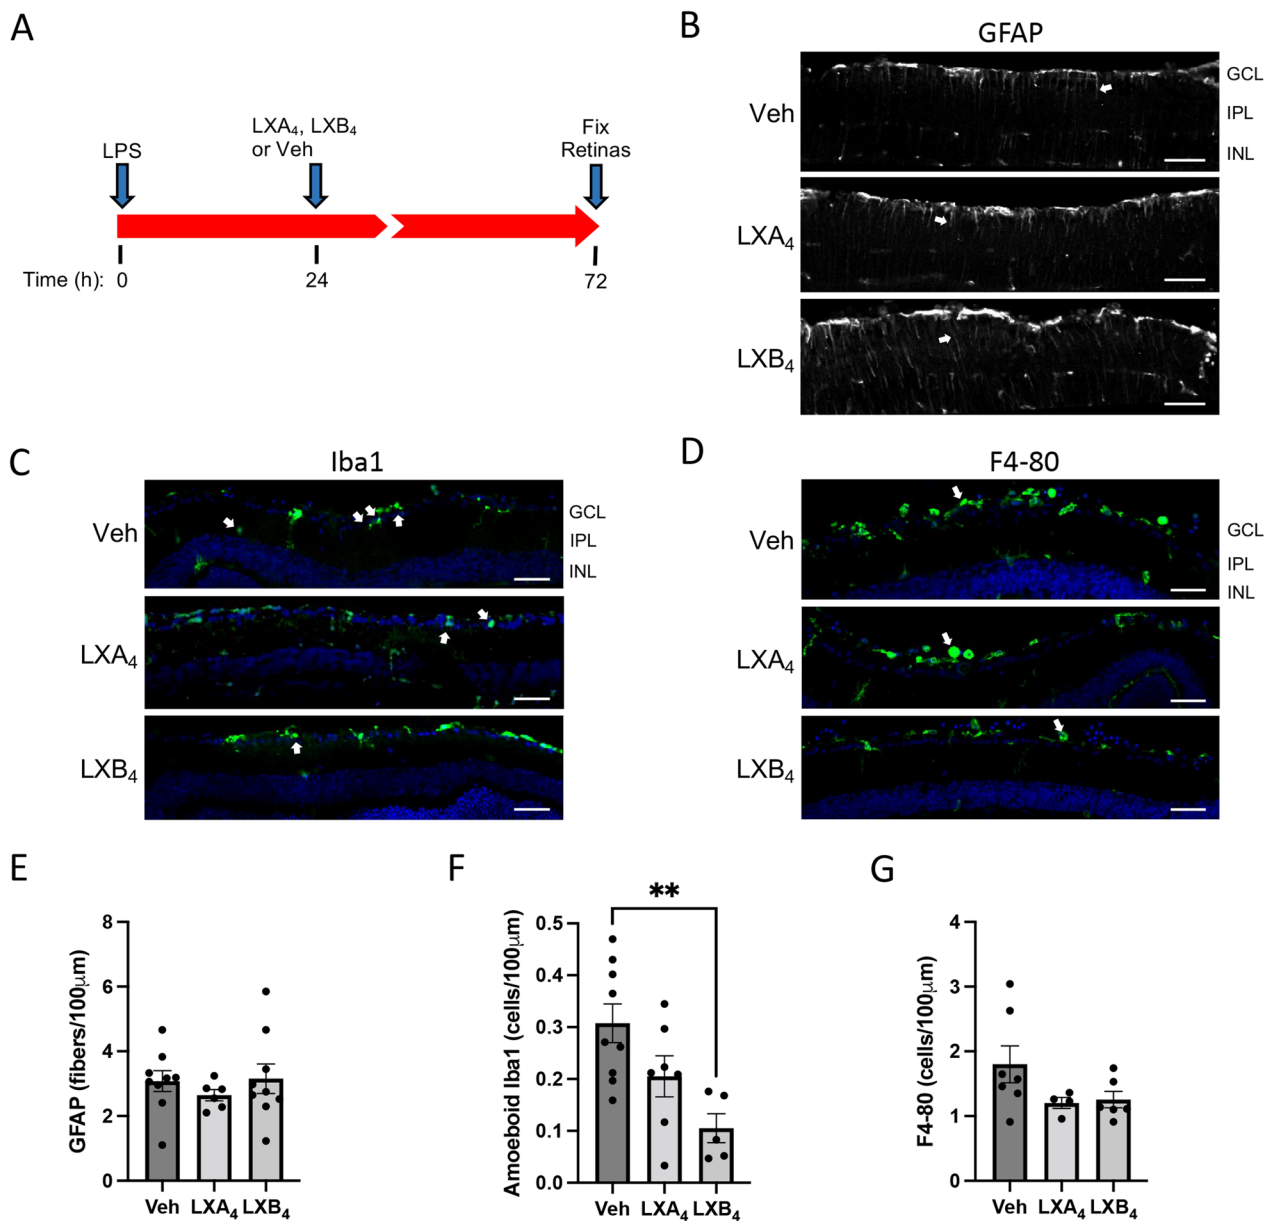 A
LPS
LXA4, LXB4
or Veh
Fix
Retinas
Time (h): 0 24 72
B
GFAP
Veh
GCL
IPL
INL
LXA4
LXB4
C
Iba1
Veh
GCL
IPL
INL
LXA4
LXB4
D
F4-80
Veh
GCL
IPL
INL
LXA4
LXB4
E
GFAP (fibers/100μm)
8
6
4
2
0
Veh LXA4 LXB4
F
**
Amoeboid Iba1 (cells/100μm)
0.5
0.4
0.3
0.2
0.1
0.0
Veh LXA4 LXB4
G
F4-80 (cells/100μm)
4
3
2
1
0
Veh LXA4 LXB4